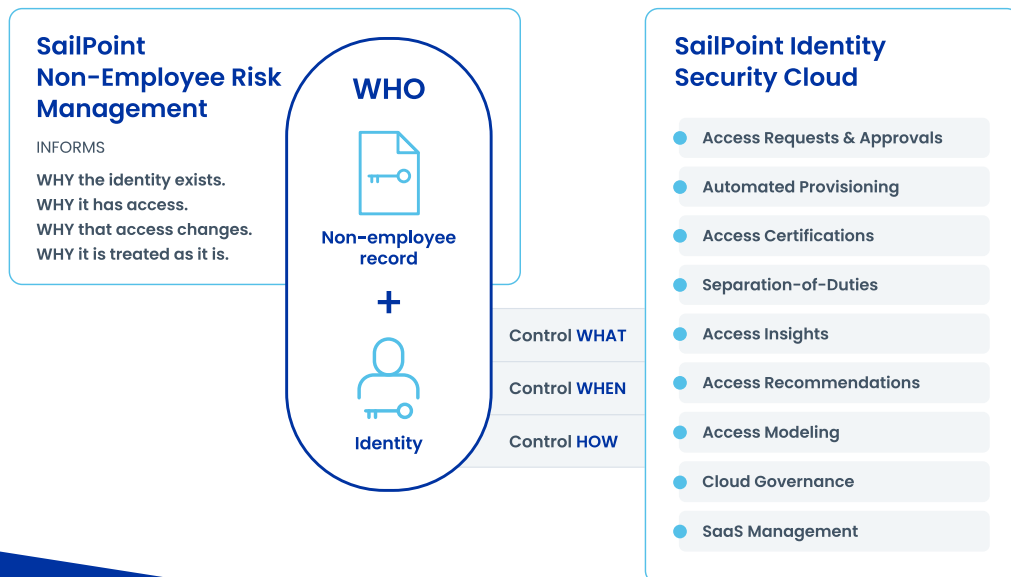 SailPoint
Non-Employee Risk
Management
INFORMS
WHY the identity exists.
WHY it has access.
WHY that access changes.
WHY it is treated as it is.
WHO
Non-employee
record
+
Identity
Control WHAT
Control WHEN
Control HOW
SailPoint Identity
Security Cloud
Access Requests & Approvals
Automated Provisioning
Access Certifications
Separation-of-Duties
Access Insights
Access Recommendations
Access Modeling
Cloud Governance
SaaS Management